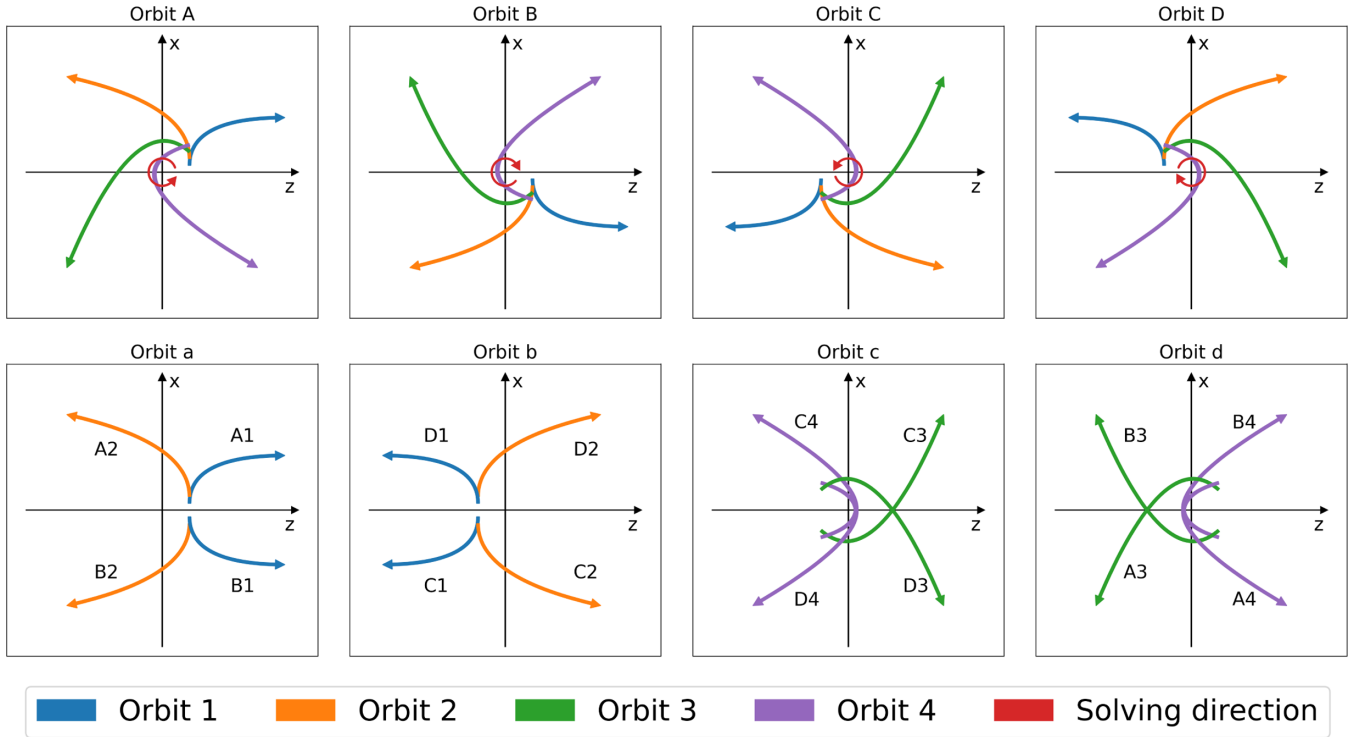 Orbit A
Orbit B
Orbit C
Orbit D
x
x
x
x
z
z
z
z
Orbit a
Orbit b
Orbit c
Orbit d
x
x
x
x
A2
A1
D1
D2
C4
C3
B3
B4
z
z
z
z
B2
B1
C1
C2
D4
D3
A3
A4
Orbit 1
Orbit 2
Orbit 3
Orbit 4
Solving direction